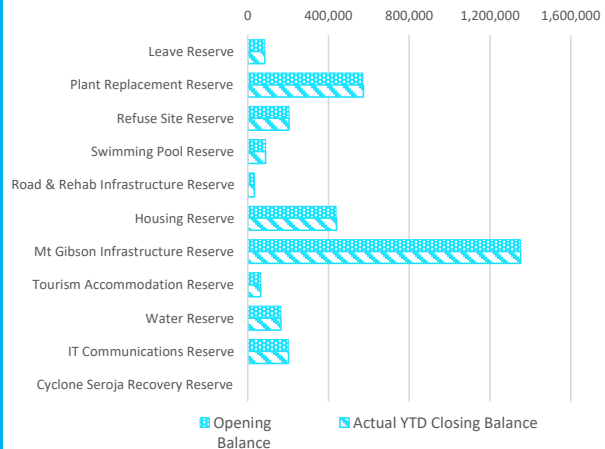 0 400,000 800,000 1,200,000 1,600,000
Leave Reserve
Plant Replacement Reserve
Refuse Site Reserve
Swimming Pool Reserve
Road & Rehab Infrastructure Reserve
Housing Reserve
Mt Gibson Infrastructure Reserve
Tourism Accommodation Reserve
Water Reserve
IT Communications Reserve
Cyclone Seroja Recovery Reserve
Opening
Balance
Actual YTD Closing Balance